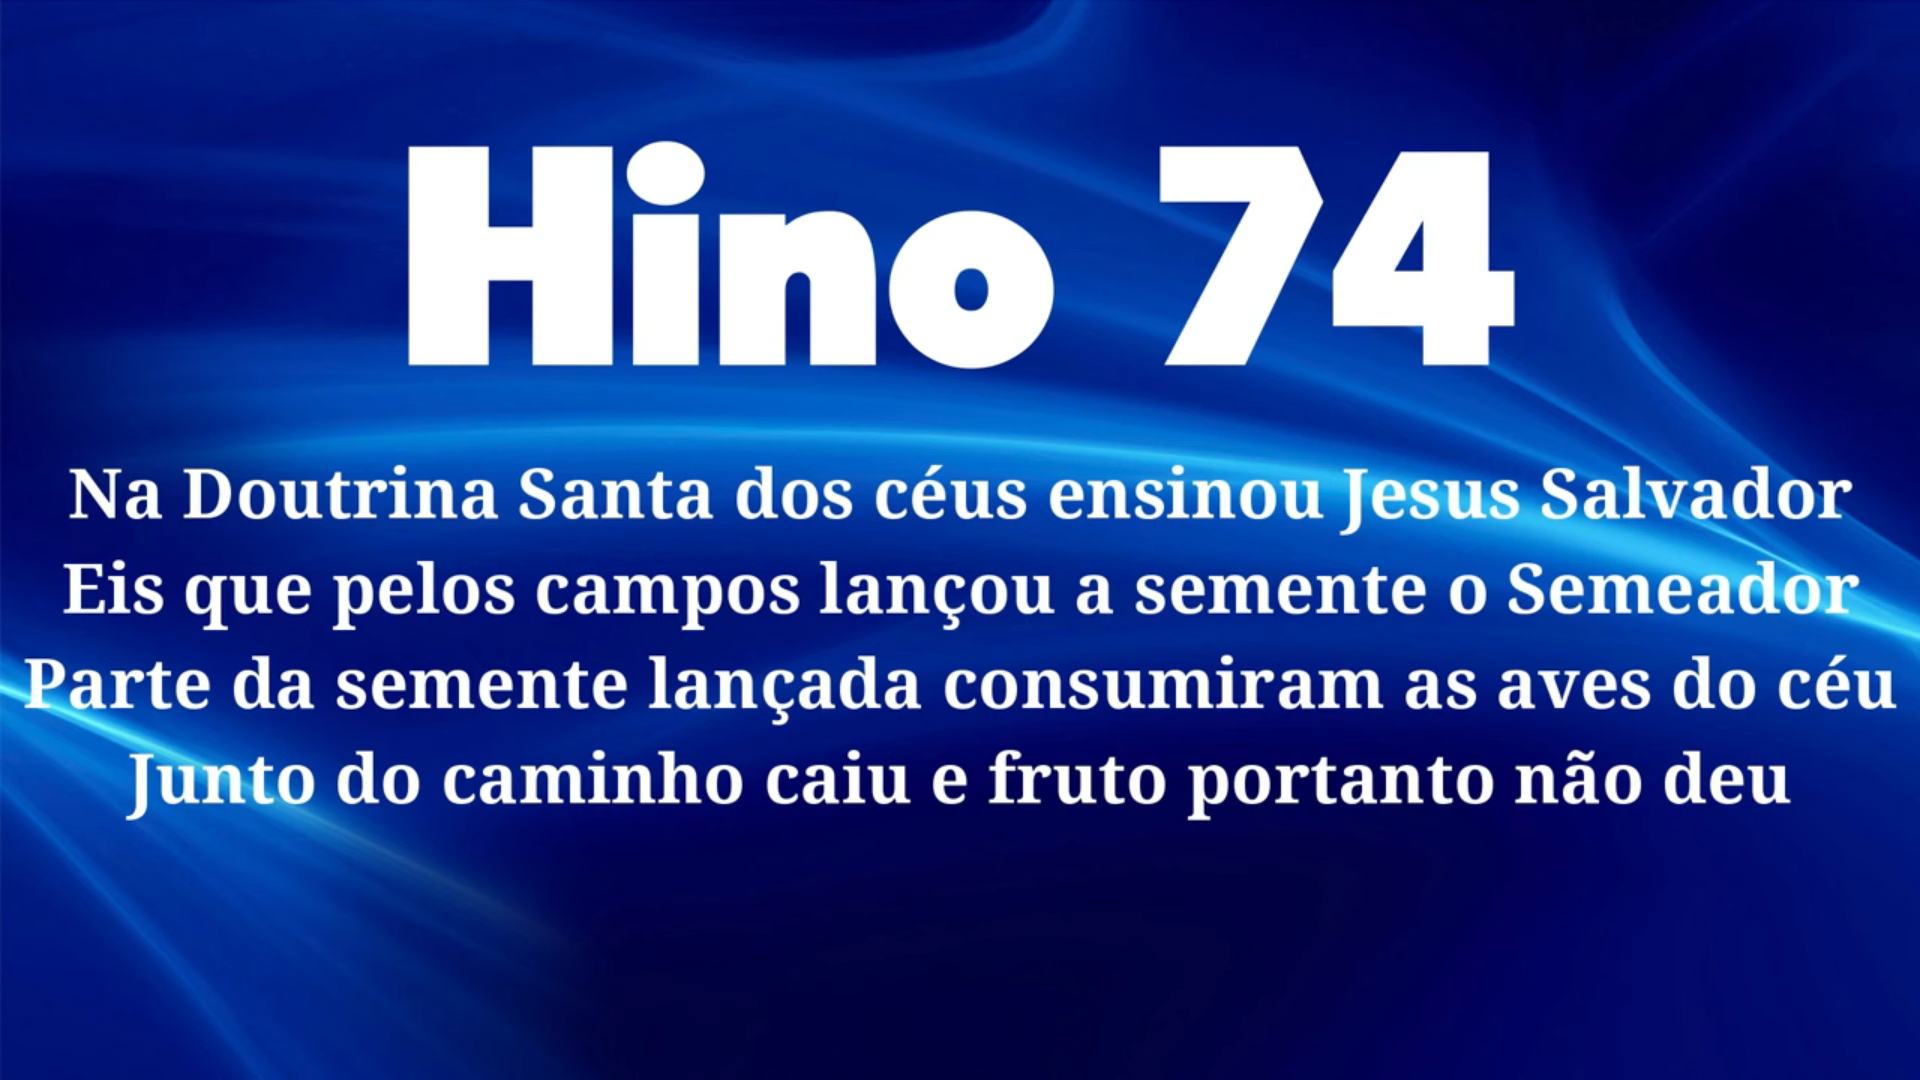 Hino 74
Na Doutrina Santa dos céus ensinou Jesus Salvador
Eis que pelos campos lançou a semente o Semeador
Parte da semente lançada consumiram as aves do céu
Junto do caminho caiu e fruto portanto não deu